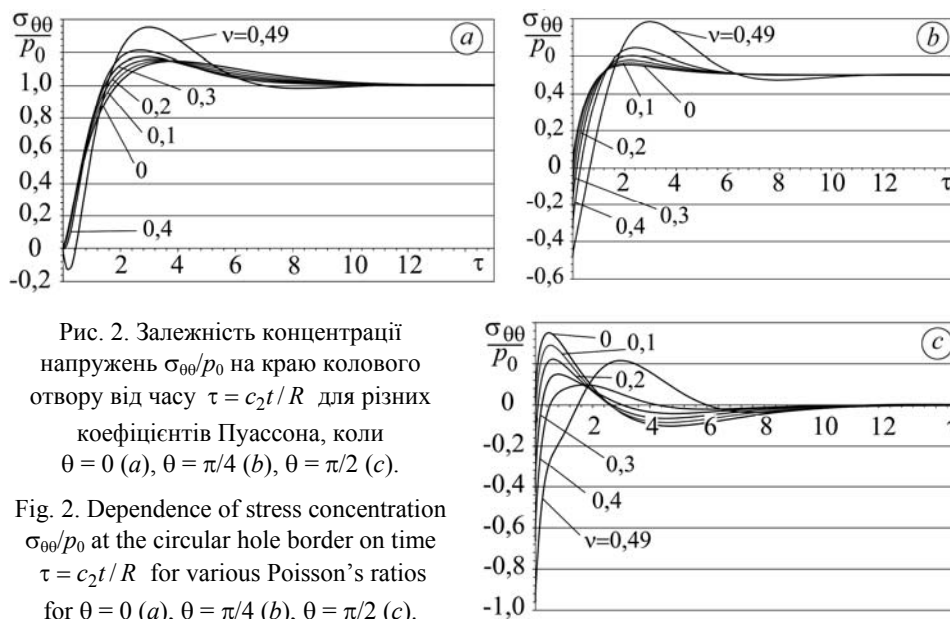 σθθ
p0
a
ν=0,49
1,0
0,8
0,6
0,4
0,2
0
-0,2
0,3
0,2
0,1
0
0,4
2 4 6 8 10 12 τ
σθθ
p0
b
ν=0,49
0,4
0,2
0
-0,2
-0,4
-0,6
0,1
0
0,2
0,3
0,4
2 4 6 8 10 12 τ
σθθ
p0
c
0
0,1
0,2
0
-0,2
-0,4
-0,6
-0,8
-1,0
2 4 6 8 10 12
0,3
0,4
ν=0,49
Рис. 2. Залежність концентрації
напружень σθθ/p0 на краю колового
отвору від часу τ = c2t / R для різних
коефіцієнтів Пуассона, коли
θ = 0 (a), θ = π/4 (b), θ = π/2 (c).
Fig. 2. Dependence of stress concentration
σθθ/p0 at the circular hole border on time
τ = c2t / R for various Poisson’s ratios
for θ = 0 (a), θ = π/4 (b), θ = π/2 (c).